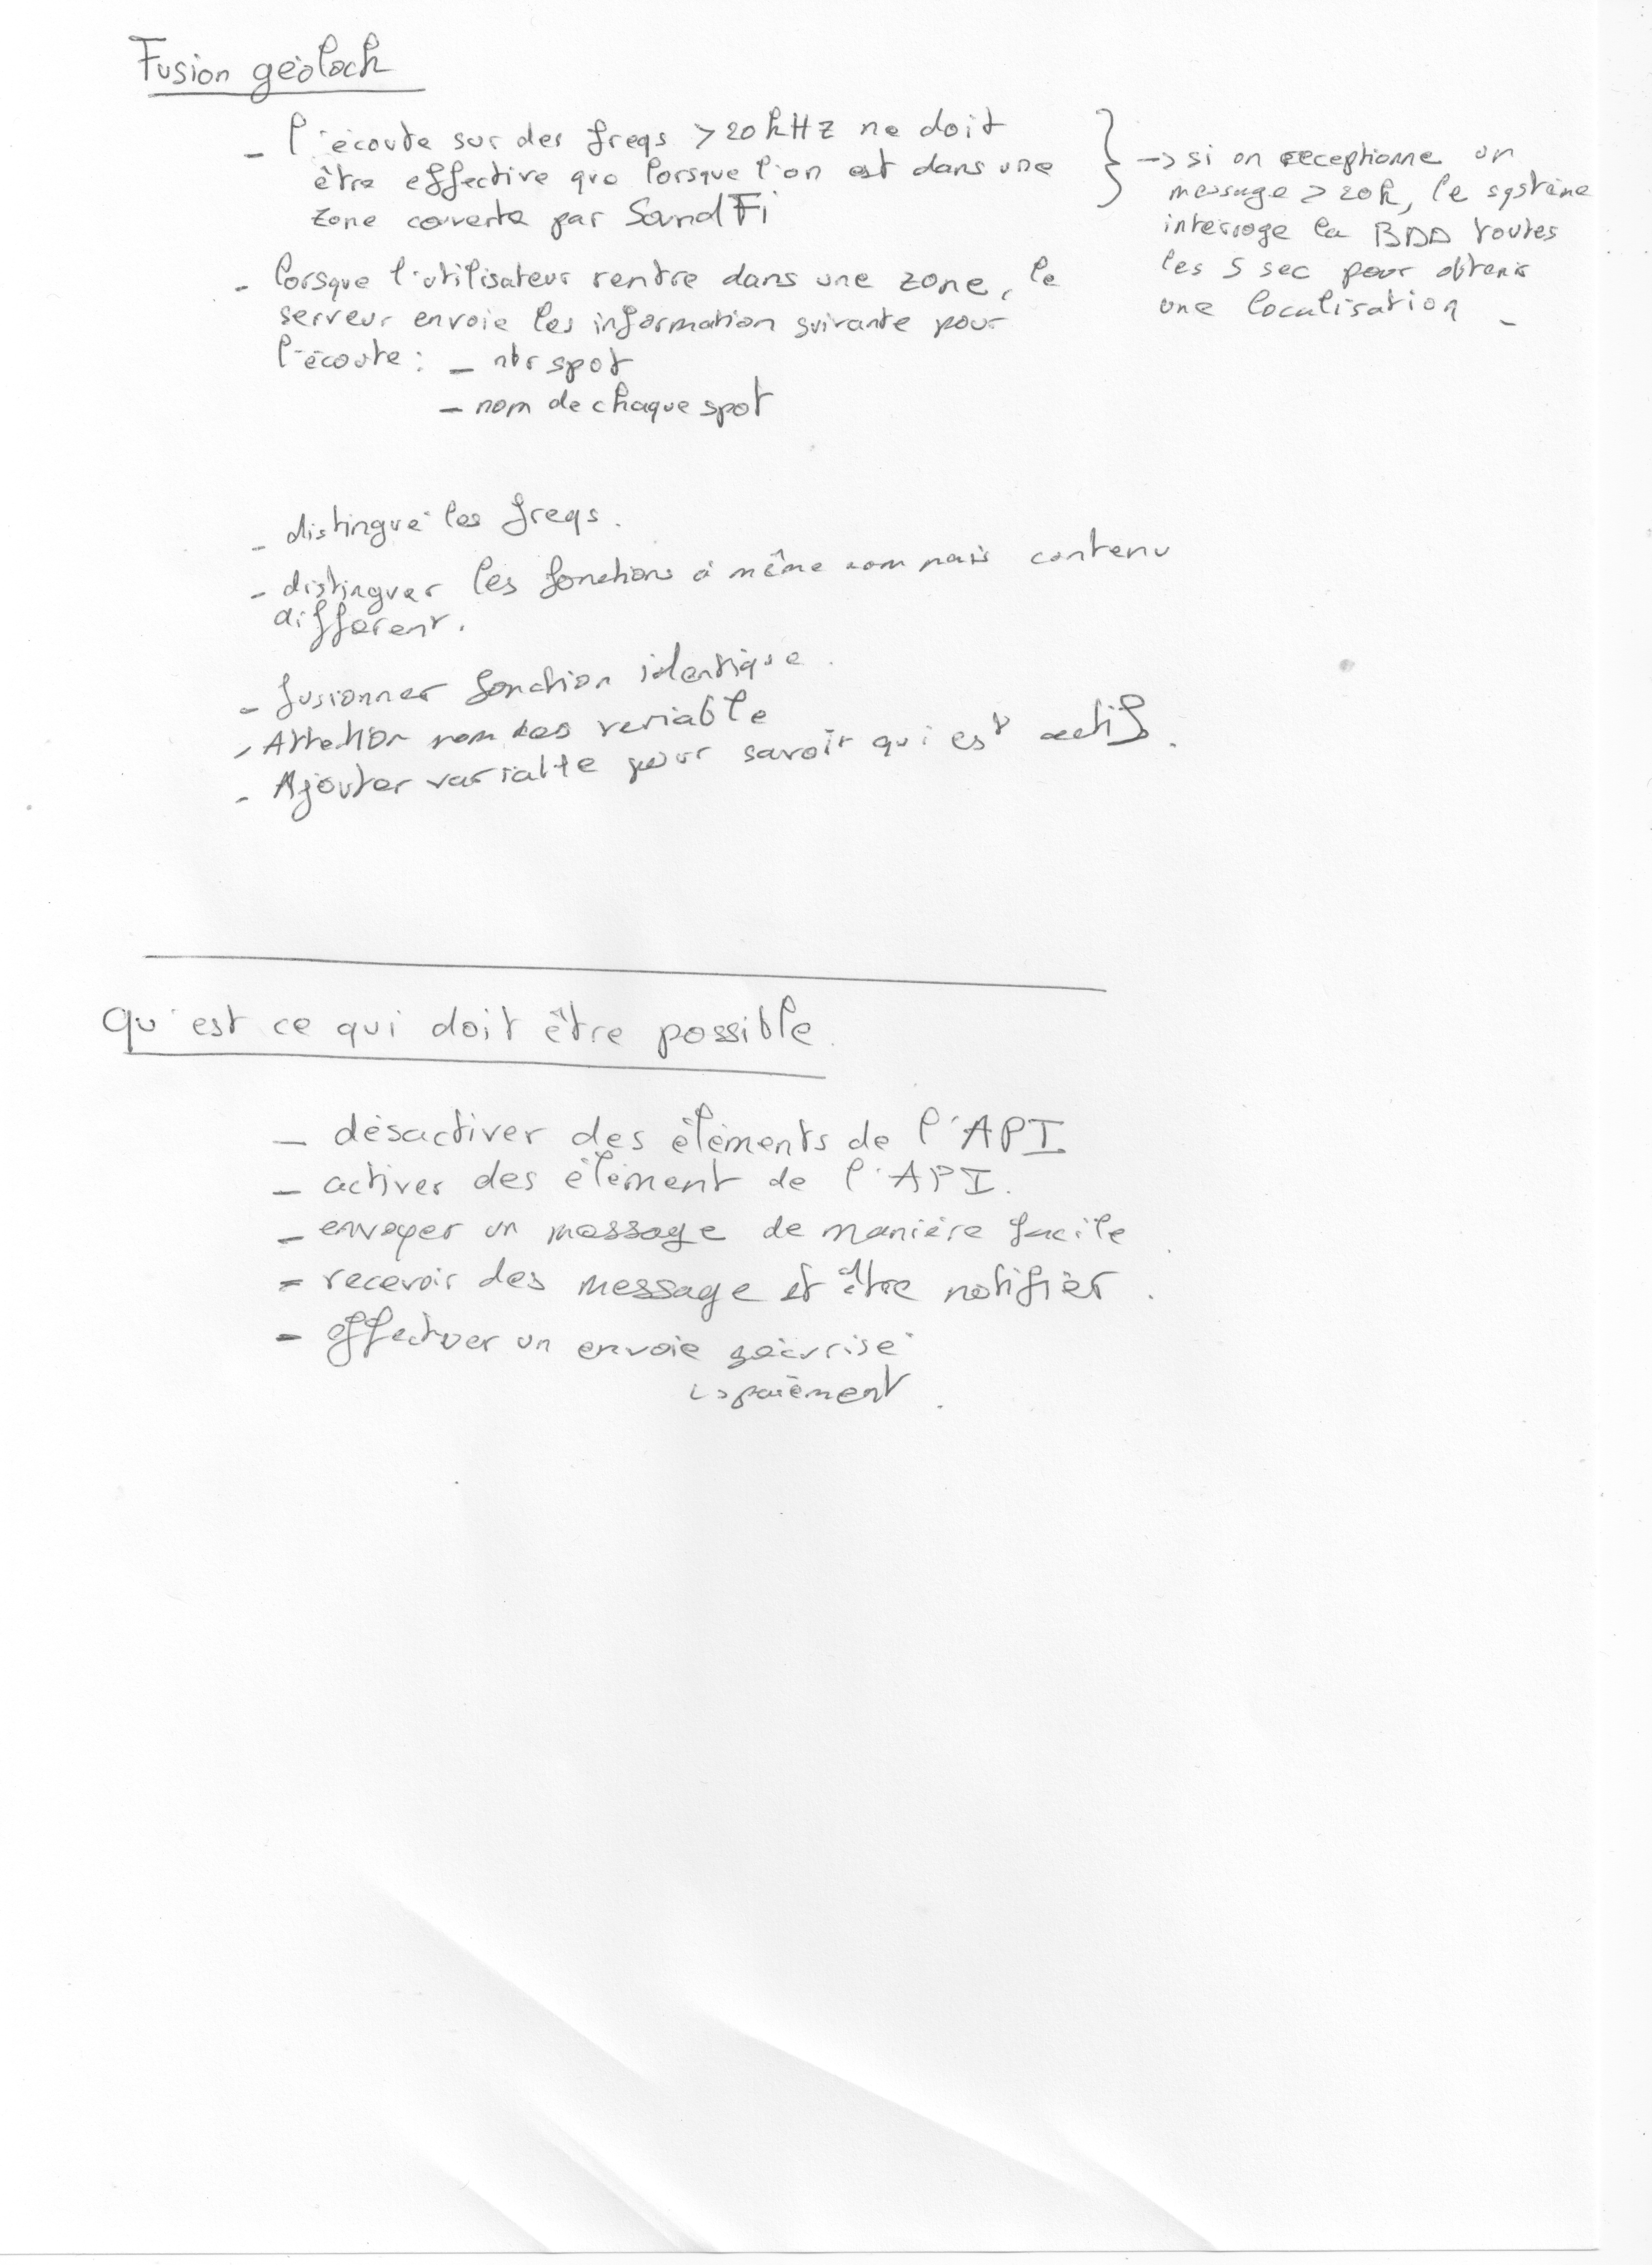 Fusion géolock
- l'écoute sur des freqs > 20 kHz ne doit
être effective que lorsque l'on est dans une
zone couverte par SandFi
→ si on receptionne un
message > 20k, le système
interroge la BDD toutes
les 5 sec pour obtenir
une localisation
- lorsque l'utilisateur rentre dans une zone, le
serveur envoie les information suivante pour
l'écoute : - nbr spot
- nom de chaque spot
- distingué les freqs.
- distinguer les fonctions à même nom mais contenu
different.
- fusionner fonction identique.
- Attention nom des variable
- Ajouter variable pour savoir qui est actif.
Qu'est ce qui doit être possible.
- désactiver des éléments de l'API
- activer des élément de l'API.
- envoyer un message de manière facile.
- recevoir des message et être notifier.
- effectuer un envoie sécurisé
↳ paiement.